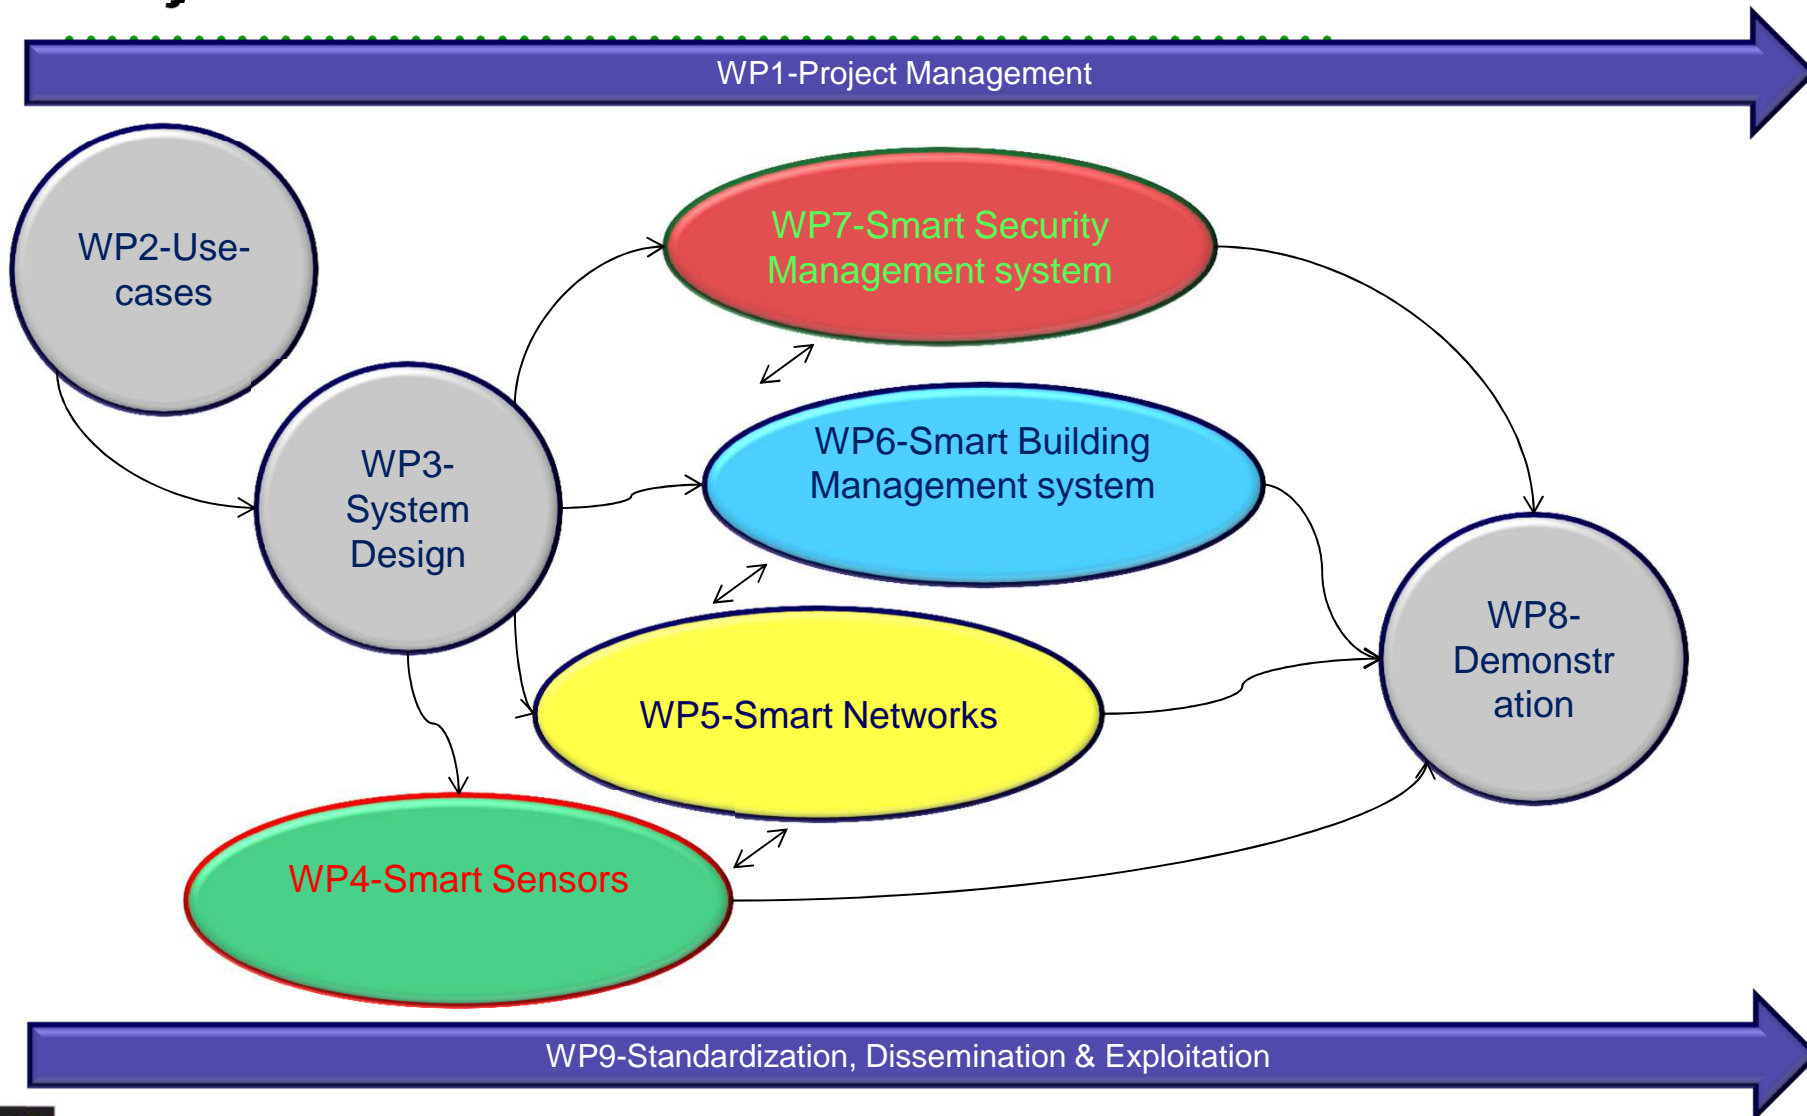 WP1-Project Management
WP2-Use-
cases
WP7-Smart Security
Management system
WP3-
System
Design
WP6-Smart Building
Management system
WP8-
Demonstr
ation
WP5-Smart Networks
WP4-Smart Sensors
WP9-Standardization, Dissemination & Exploitation